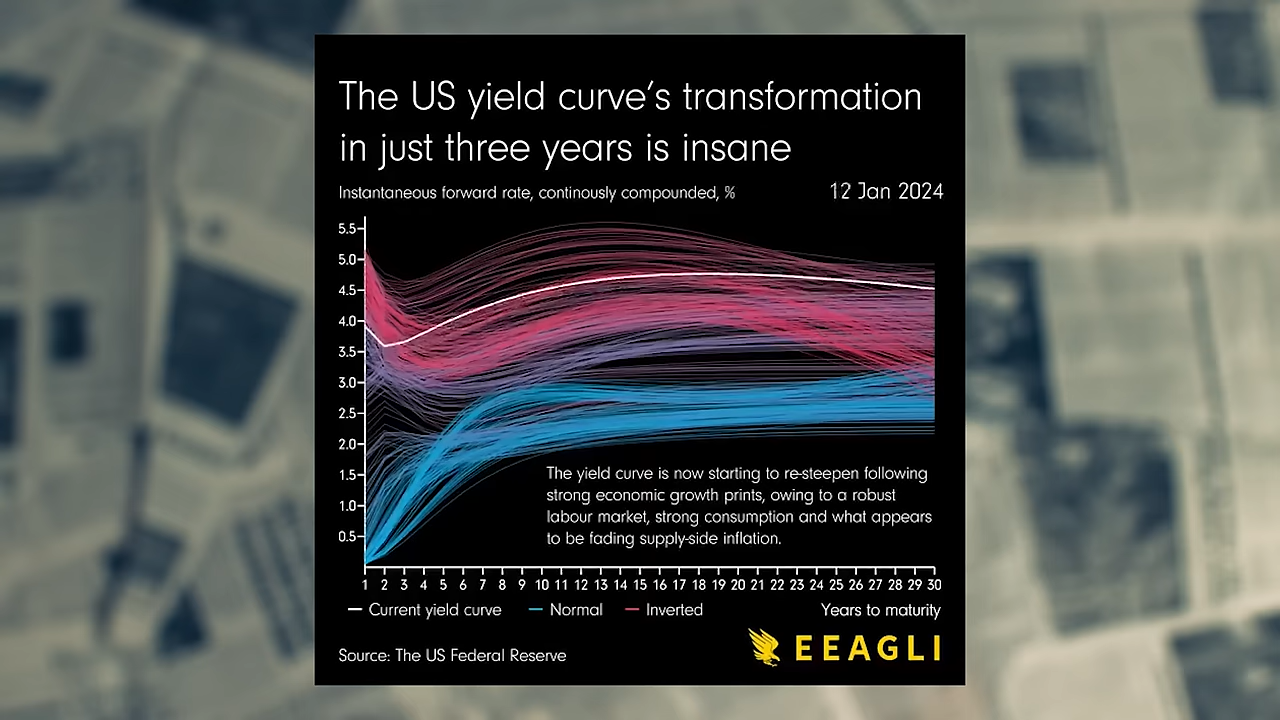 The US yield curve's transformation
in just three years is insane
Instantaneous forward rate, continously compounded, %
12 Jan 2024
5.5
5.0
4.5
4.0
3.5
3.0
2.5
2.0
1.5
1.0
0.5
The yield curve is now starting to re-steepen following
strong economic growth prints, owing to a robust
labour market, strong consumption and what appears
to be fading supply-side inflation.
1 2 3 4 5 6 7 8 9 10 11 12 13 14 15 16 17 18 19 20 21 22 23 24 25 26 27 28 29 30
Current yield curve Normal Inverted Years to maturity
Source: The US Federal Reserve
EEAGLI